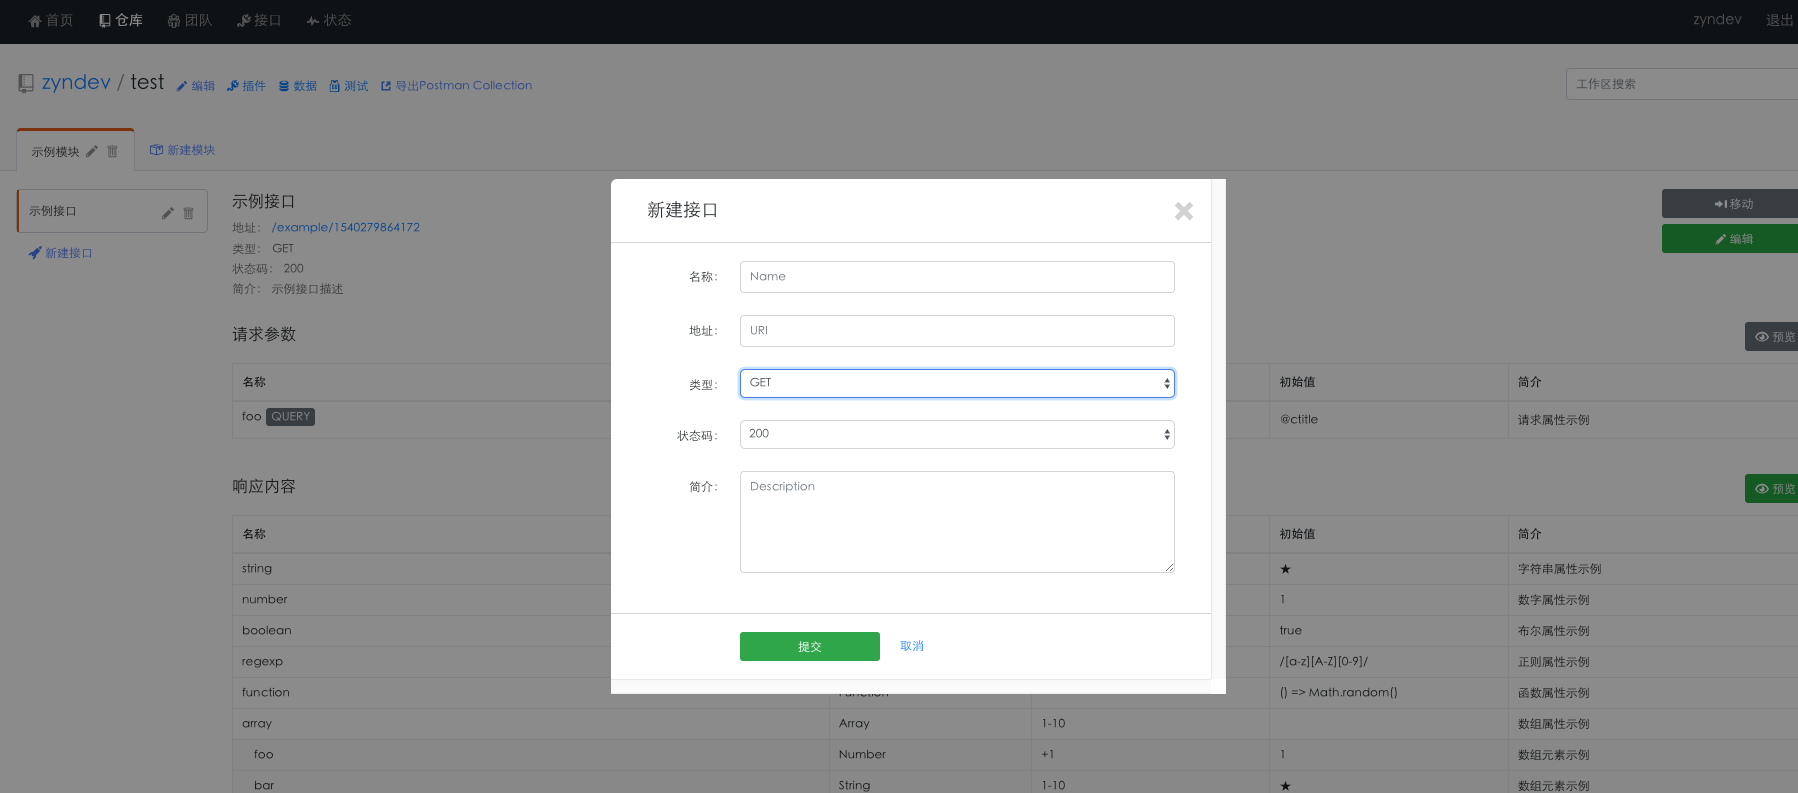 首页 仓库 团队 接口 状态 zyndev 退出
zyndev / test 编辑 插件 数据 测试 导出Postman Collection 工作区搜索
示例模块 新建模块
示例接口
新建接口
示例接口
地址： /example/1540279864172
类型： GET
状态码： 200
简介： 示例接口描述
移动
编辑
请求参数 预览
名称 初始值 简介
foo QUERY @ctitle 请求属性示例
响应内容 预览
名称 初始值 简介
string ★ 字符串属性示例
number 1 数字属性示例
boolean true 布尔属性示例
regexp /[a-z][A-Z][0-9]/ 正则属性示例
function Function () => Math.random() 函数属性示例
array Array 1-10 数组属性示例
foo Number +1 1 数组元素示例
bar String 1-10 ★ 数组元素示例
新建接口
名称： Name
地址： URI
类型： GET
状态码： 200
简介： Description
提交 取消